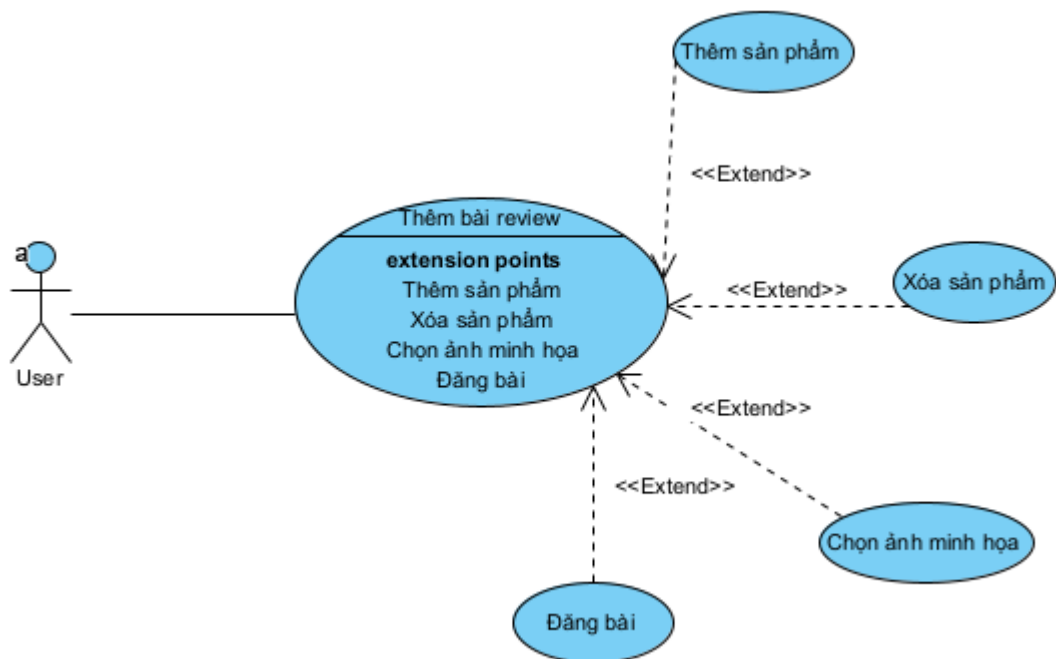 Thêm sản phẩm
<<Extend>>
Thêm bài review
extension points
Thêm sản phẩm
Xóa sản phẩm
Chọn ảnh minh họa
Đăng bài
a
User
<<Extend>>
Xóa sản phẩm
<<Extend>>
Chọn ảnh minh họa
<<Extend>>
Đăng bài